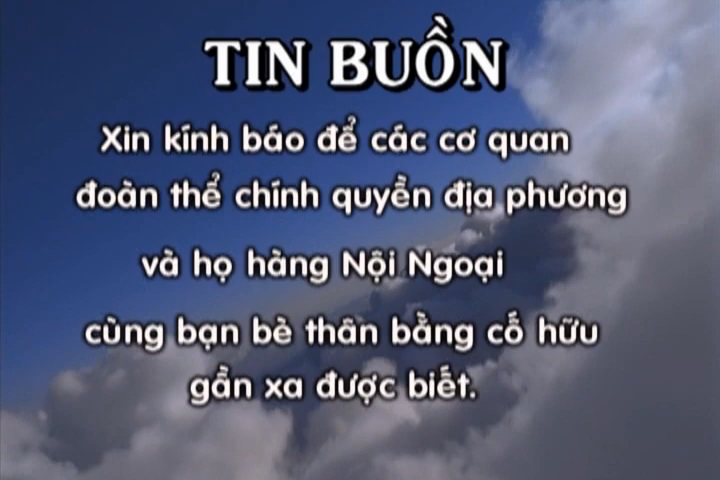 TIN BUỒN
Xin kính báo để các cơ quan
đoàn thể chính quyền địa phương
và họ hàng Nội Ngoại
cùng bạn bè thân bằng cố hữu
gần xa được biết.